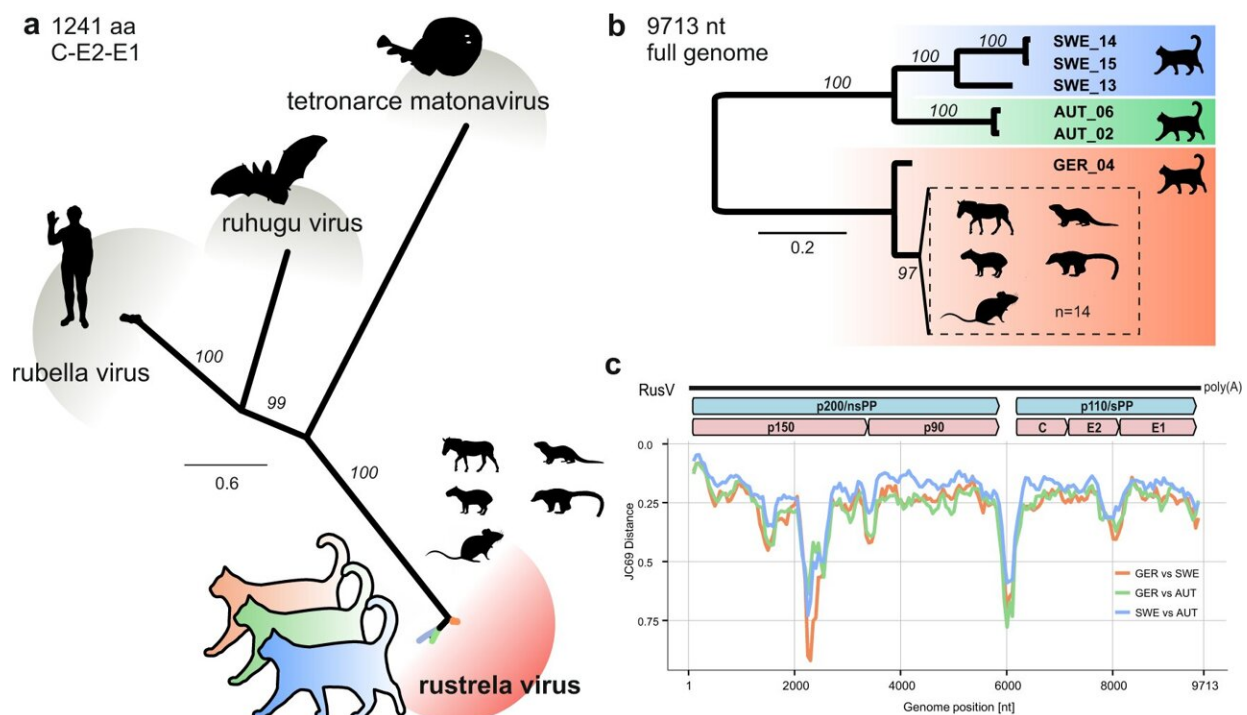 a 1241 aa
C-E2-E1
tetronarce matonavirus
ruhugu virus
rubella virus
100
99
100
0.6
rustrela virus
b 9713 nt
full genome
100
SWE_14
SWE_15
100
SWE_13
100
AUT_06
AUT_02
GER_04
0.2
97
n=14
c
RusV
poly(A)
p200/nsPP
p110/sPP
p150
p90
C
E2
E1
JC69 Distance
0.0
0.25
0.5
0.75
GER vs SWE
GER vs AUT
SWE vs AUT
1
2000
4000
6000
8000
9713
Genome position [nt]